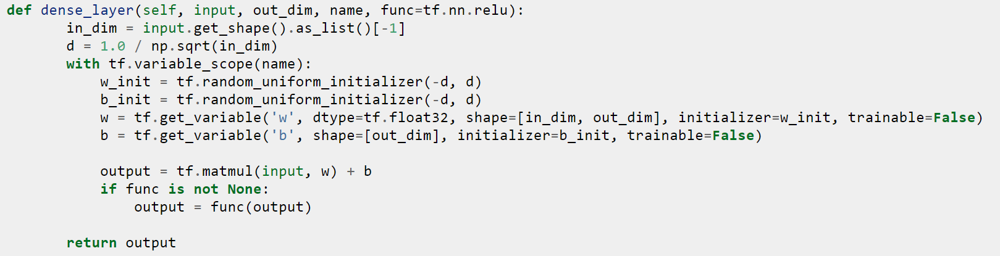 def dense_layer(self, input, out_dim, name, func=tf.nn.relu):
in_dim = input.get_shape().as_list()[-1]
d = 1.0 / np.sqrt(in_dim)
with tf.variable_scope(name):
w_init = tf.random_uniform_initializer(-d, d)
b_init = tf.random_uniform_initializer(-d, d)
w = tf.get_variable('w', dtype=tf.float32, shape=[in_dim, out_dim], initializer=w_init, trainable=False)
b = tf.get_variable('b', shape=[out_dim], initializer=b_init, trainable=False)
output = tf.matmul(input, w) + b
if func is not None:
output = func(output)
return output